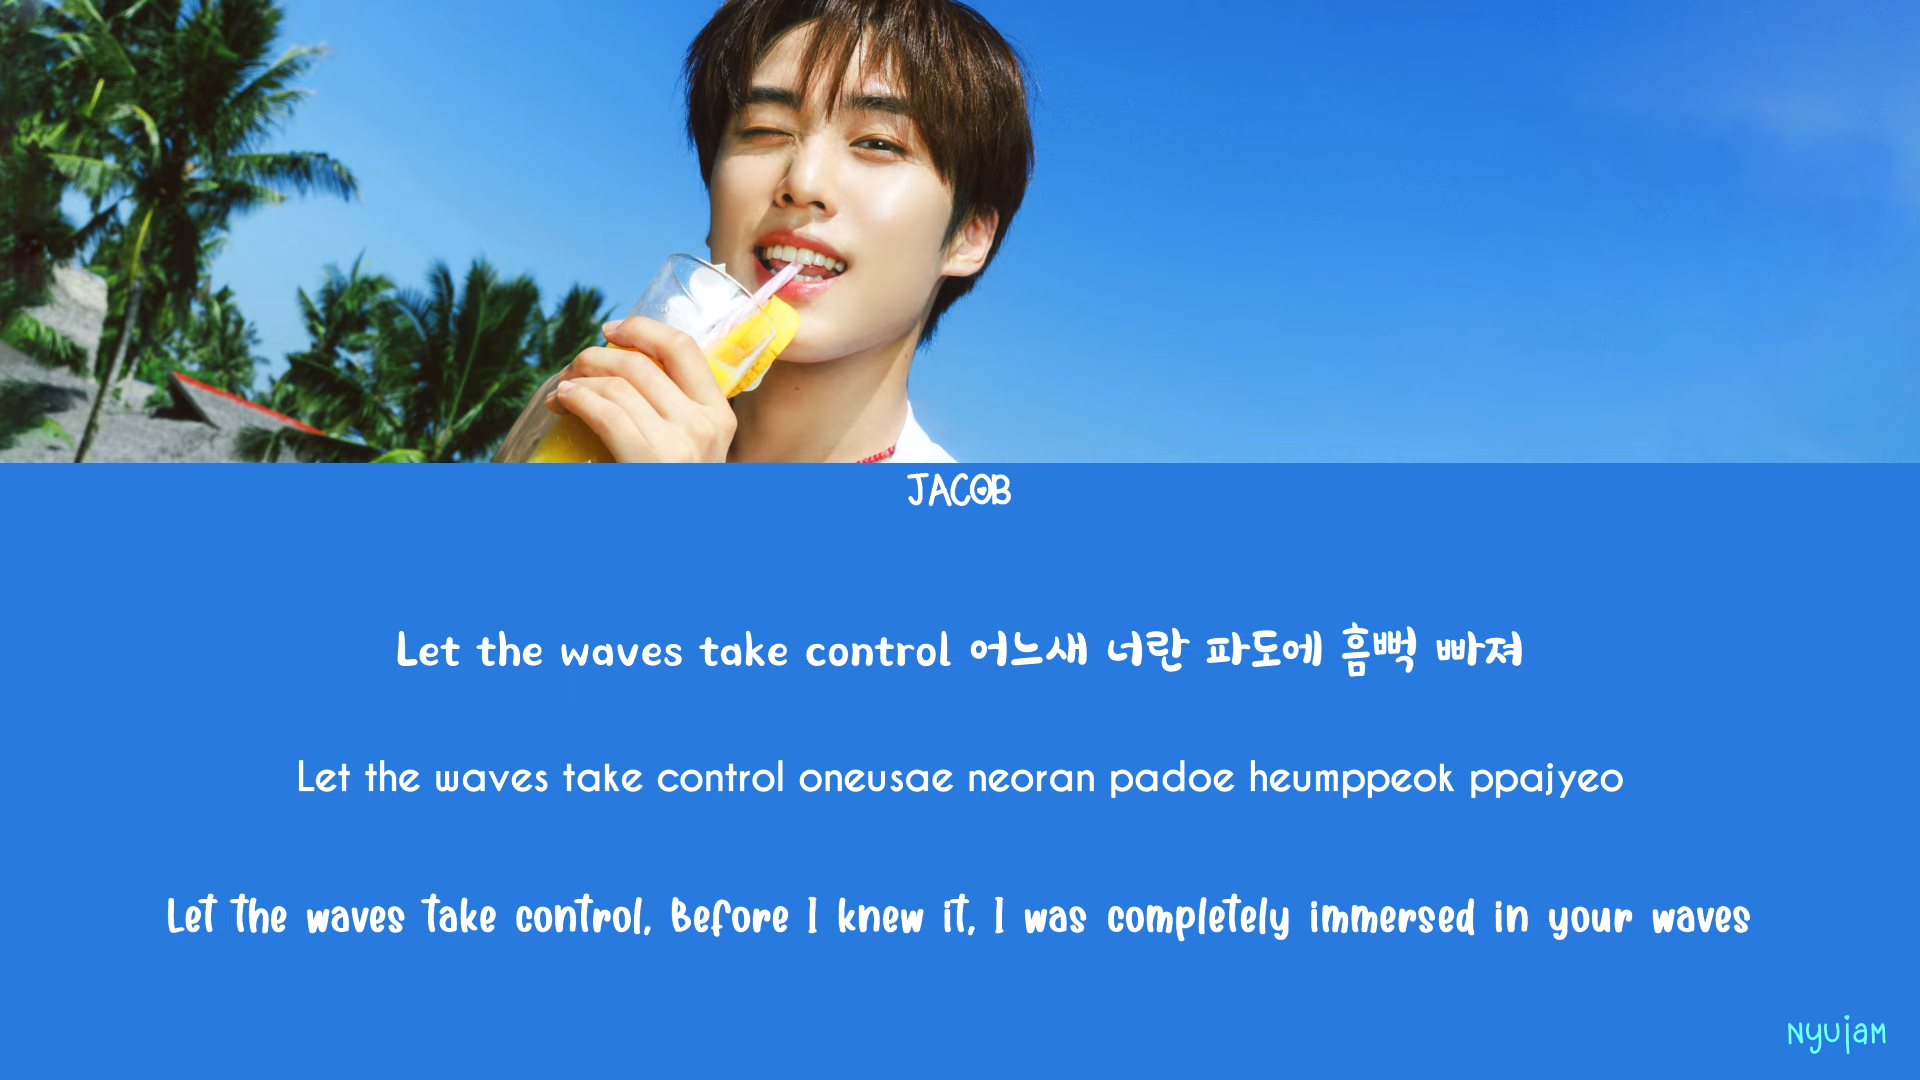 JACOB
Let the waves take control 어느새 너란 파도에 흠뻑 빠져
Let the waves take control oneusae neoran padoe heumppeok ppajyeo
Let the waves take control, Before I knew it, I was completely immersed in your waves
Nyujam